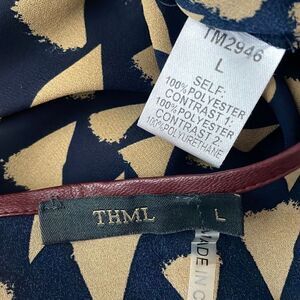 TM2946
L
SELF:
100%POLYESTER
CONTRAST 1:
100%POLYESTER
CONTRAST 2:
100%POLYURETHANE
THML L
MADE IN